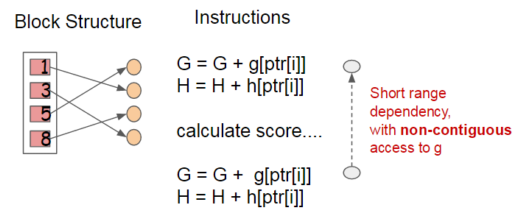 Block Structure
Instructions
1
3
5
8
G = G + g[ptr[i]]
H = H + h[ptr[i]]
calculate score....
G = G + g[ptr[i]]
H = H + h[ptr[i]]
Short range
dependency,
with non-contiguous
access to g